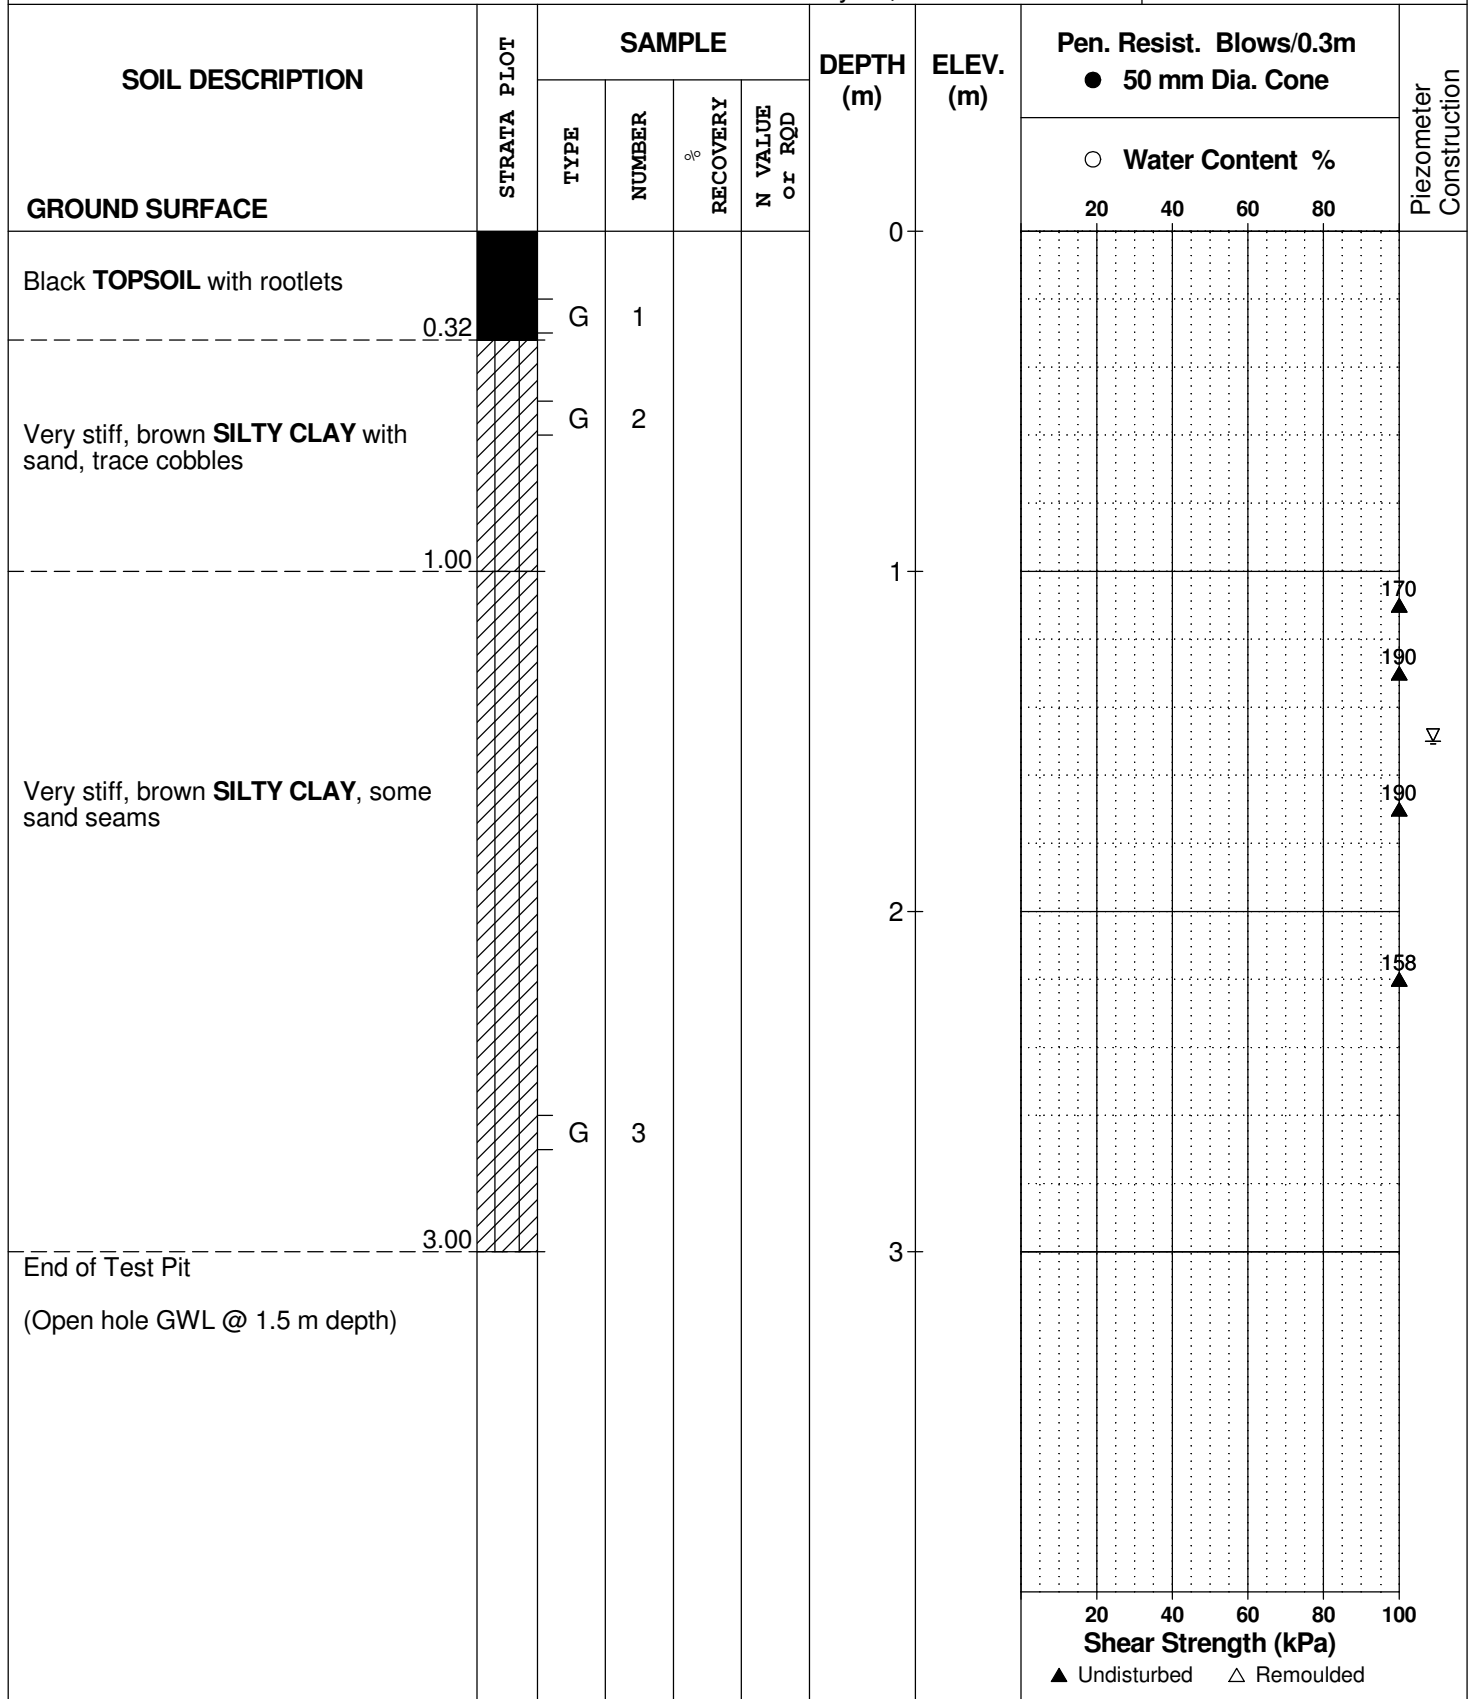 SOIL DESCRIPTION
GROUND SURFACE
STRATA PLOT
SAMPLE
TYPE
NUMBER
%
RECOVERY
N VALUE
or RQD
DEPTH
(m)
ELEV.
(m)
Pen. Resist. Blows/0.3m
● 50 mm Dia. Cone
○ Water Content %
20 40 60 80
Piezometer
Construction
0
Black TOPSOIL with rootlets
G 1
0.32
G 2
Very stiff, brown SILTY CLAY with
sand, trace cobbles
1.00
1
170
190
Very stiff, brown SILTY CLAY, some
sand seams
190
2
158
G 3
3.00
3
End of Test Pit
(Open hole GWL @ 1.5 m depth)
20 40 60 80 100
Shear Strength (kPa)
▲ Undisturbed △ Remoulded